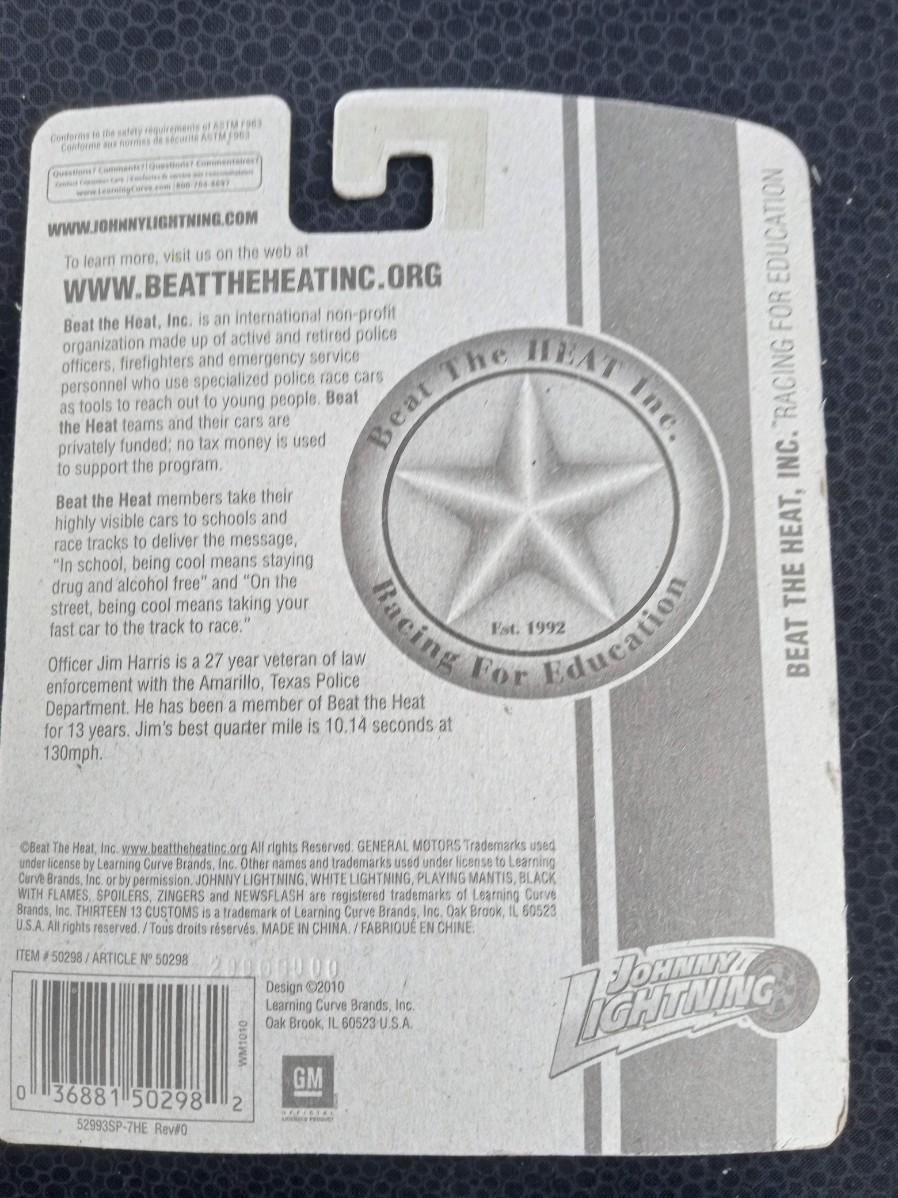 Conforms to the safety requirements of ASTM F963
Conforme aux normes de sécurité ASTM F963
Questions? Comments? / Questions? Commentaires?
www.LearningCurve.com
WWW.JOHNNYLIGHTNING.COM
To learn more, visit us on the web at
WWW.BEATTHEHEATINC.ORG
Beat the Heat, Inc. is an international non-profit
organization made up of active and retired police
officers, firefighters and emergency service
personnel who use specialized police race cars
as tools to reach out to young people. Beat
the Heat teams and their cars are
privately funded; no tax money is used
to support the program.
Beat the Heat members take their
highly visible cars to schools and
race tracks to deliver the message,
"In school, being cool means staying
drug and alcohol free" and "On the
street, being cool means taking your
fast car to the track to race."
Officer Jim Harris is a 27 year veteran of law
enforcement with the Amarillo, Texas Police
Department. He has been a member of Beat the Heat
for 13 years. Jim's best quarter mile is 10.14 seconds at
130mph.
Beat The HEAT Inc.
Est. 1992
Racing For Education
BEAT THE HEAT, INC. "RACING FOR EDUCATION
©Beat The Heat, Inc. www.beattheheatinc.org All rights Reserved. GENERAL MOTORS Trademarks used
under license by Learning Curve Brands, Inc. Other names and trademarks used under license to Learning
Curve Brands, Inc. or by permission. JOHNNY LIGHTNING, WHITE LIGHTNING, PLAYING MANTIS, BLACK
WITH FLAMES, SPOILERS, ZINGERS and NEWSFLASH are registered trademarks of Learning Curve
Brands, Inc. THIRTEEN 13 CUSTOMS is a trademark of Learning Curve Brands, Inc. Oak Brook, IL 60523
U.S.A. All rights reserved. / Tous droits réservés. MADE IN CHINA. / FABRIQUÉ EN CHINE.
ITEM # 50298 / ARTICLE Nº 50298
Design ©2010
Learning Curve Brands, Inc.
Oak Brook, IL 60523 U.S.A.
WM1010
0 36881 50298 2
52993SP-7HE Rev#0
GM
OFFICIAL
LICENSED PRODUCT
JOHNNY
LIGHTNING